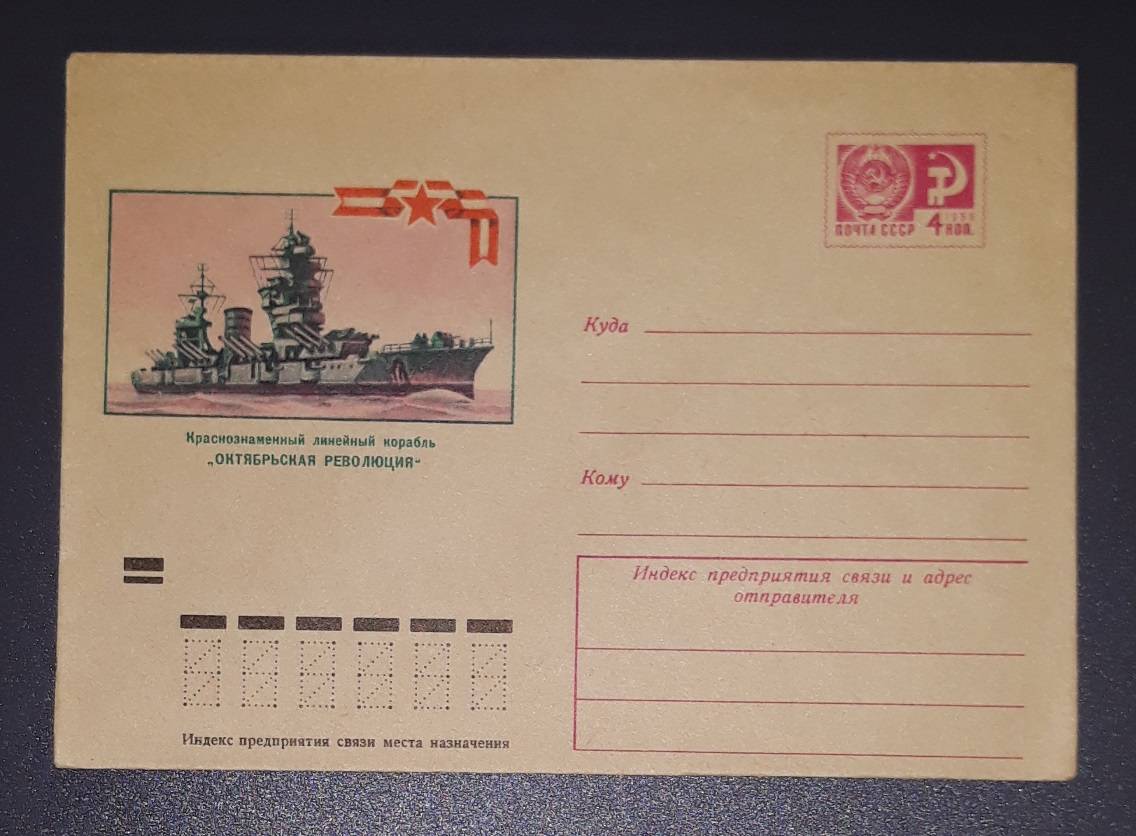 ПОЧТА СССР
1966
4 КОП.
Краснознаменный линейный корабль
„ОКТЯБРЬСКАЯ РЕВОЛЮЦИЯ“
Куда
Кому
Индекс предприятия связи и адрес
отправителя
Индекс предприятия связи места назначения